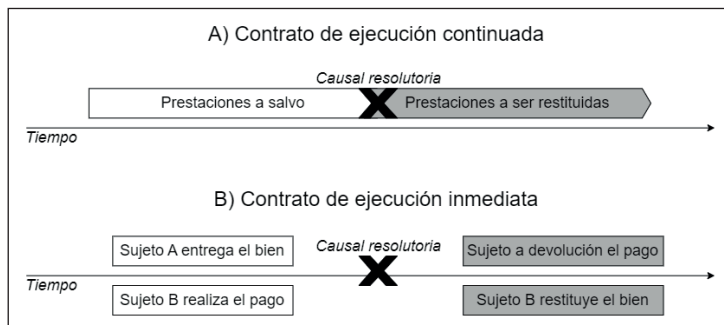 A) Contrato de ejecución continuada
Causal resolutoria
Prestaciones a salvo
Prestaciones a ser restituidas
Tiempo
B) Contrato de ejecución inmediata
Sujeto A entrega el bien
Causal resolutoria
Sujeto a devolución el pago
Tiempo
Sujeto B realiza el pago
Sujeto B restituye el bien